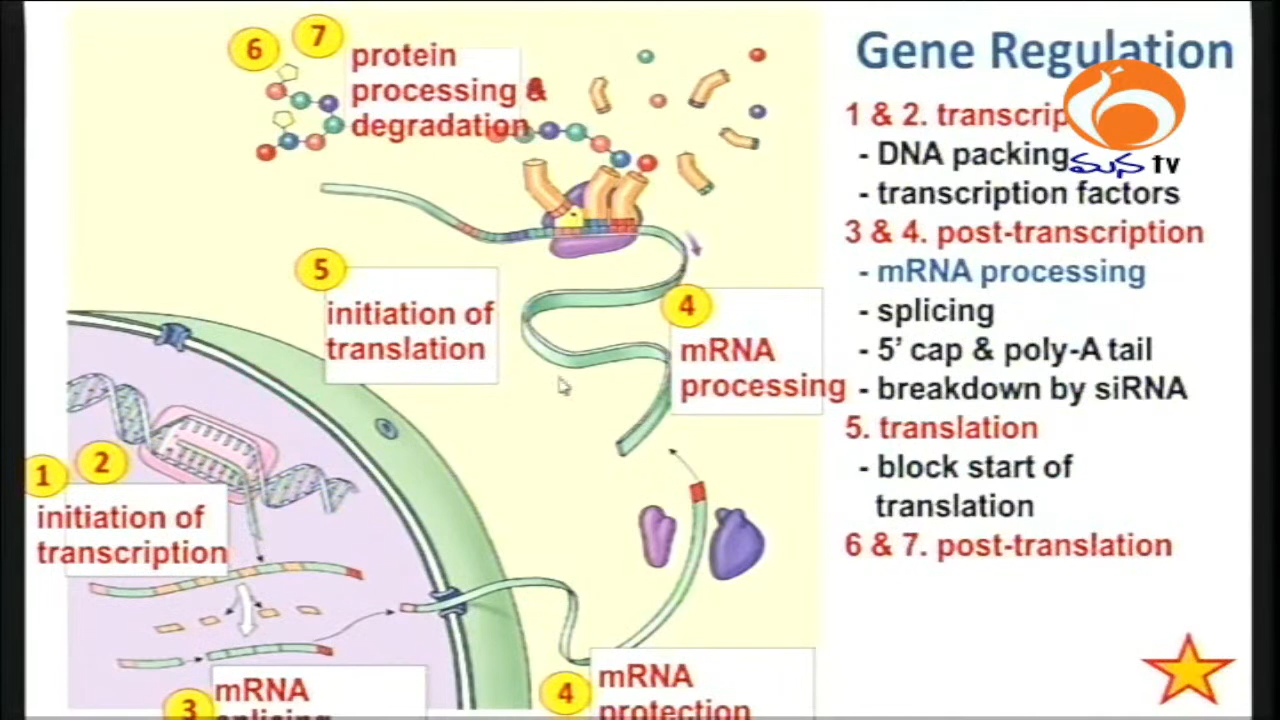 6
7
protein
processing &
degradation
5
initiation of
translation
4
mRNA
processing
1
2
initiation of
transcription
3
mRNA
splicing
4
mRNA
protection
Gene Regulation
1 & 2. transcrip
- DNA packing
- transcription factors
3 & 4. post-transcription
- mRNA processing
- splicing
- 5’ cap & poly-A tail
- breakdown by siRNA
5. translation
- block start of
translation
6 & 7. post-translation
మన tv